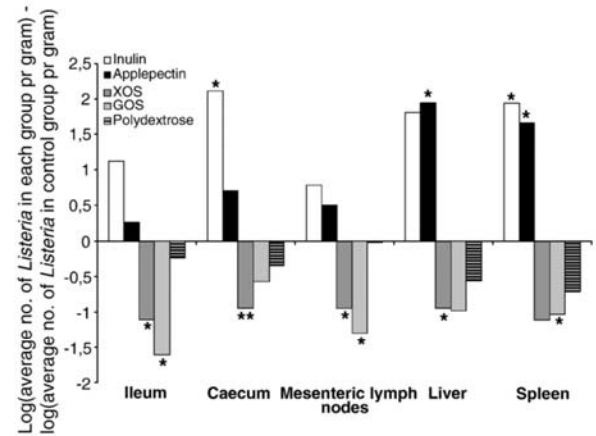 Log(average no. of Listeria in each group pr gram) -
log(average no. of Listeria in control group pr gram)
2,5
2
1,5
1
0,5
0
-0,5
-1
-1,5
-2
Inulin
Applepectin
XOS
GOS
Polydextrose
*
*
*
*
*
*
**
*
*
*
*
Ileum
Caecum
Mesenteric lymph
nodes
Liver
Spleen